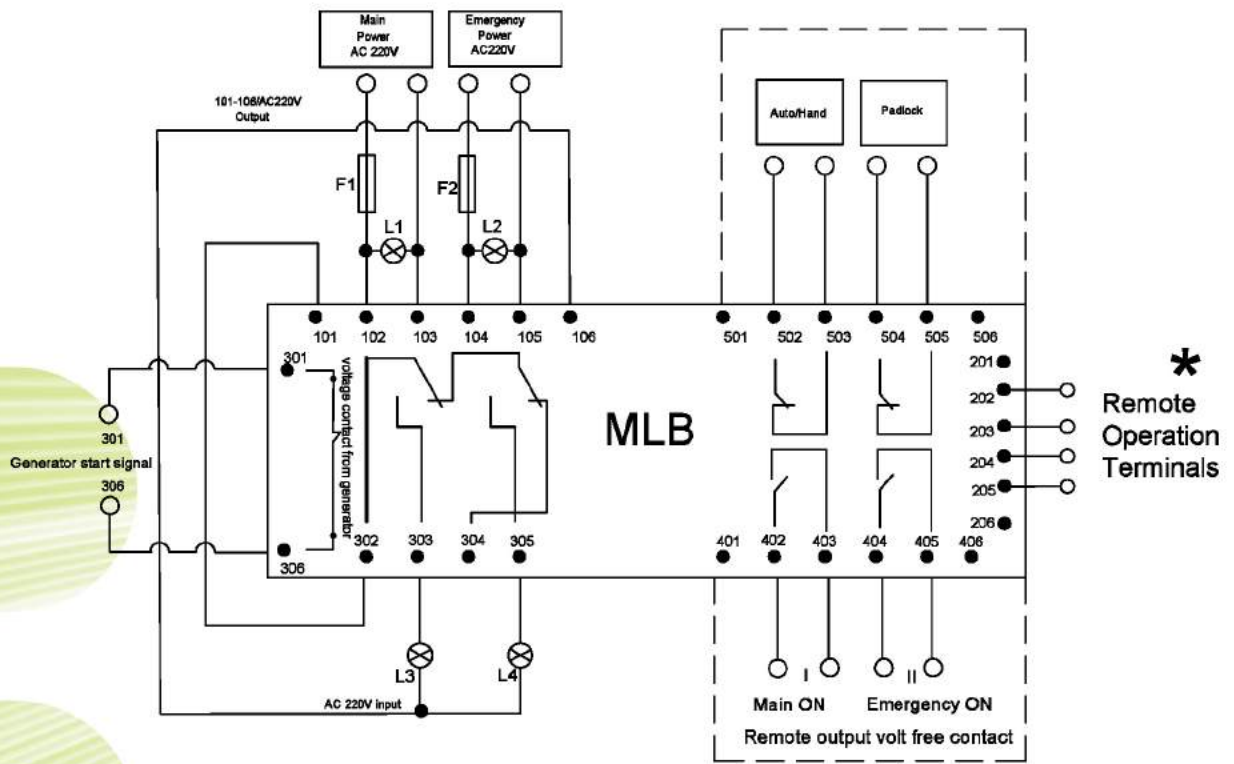 Main
Power
AC 220V
Emergency
Power
AC220V
101-106/AC220V
Output
Auto/Hand
Padlock
F1
F2
L1
L2
101
102
103
104
105
106
501
502
503
504
505
506
301
voltage contact from generator
201
202
203
204
205
206
*
Remote
Operation
Terminals
MLB
301
Generator start signal
306
306
302
303
304
305
401
402
403
404
405
406
L3
L4
AC 220V input
I
II
Main ON
Emergency ON
Remote output volt free contact